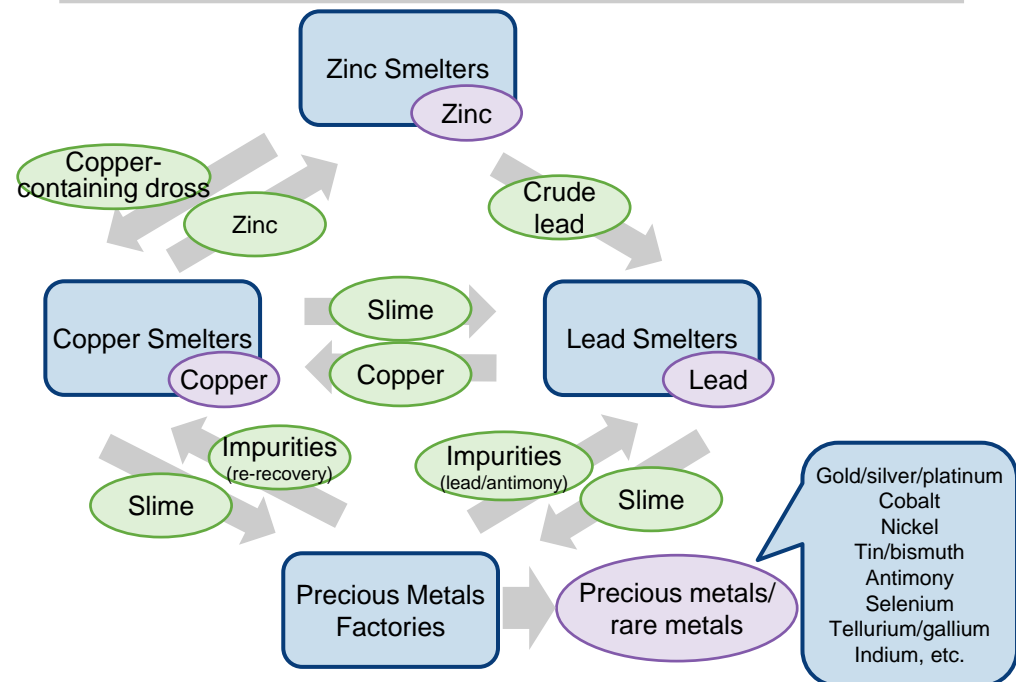 Zinc Smelters
Zinc
Copper-
containing dross
Zinc
Crude
lead
Copper Smelters
Copper
Slime
Copper
Lead Smelters
Lead
Impurities
(re-recovery)
Slime
Impurities
(lead/antimony)
Slime
Precious Metals
Factories
Precious metals/
rare metals
Gold/silver/platinum
Cobalt
Nickel
Tin/bismuth
Antimony
Selenium
Tellurium/gallium
Indium, etc.